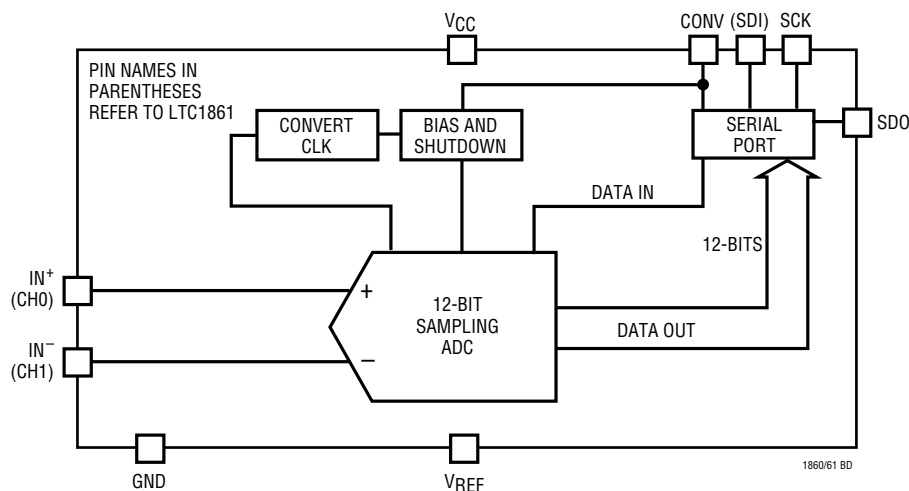 VCC
CONV (SDI) SCK
PIN NAMES IN
PARENTHESES
REFER TO LTC1861
CONVERT
CLK
BIAS AND
SHUTDOWN
SERIAL
PORT
SDO
DATA IN
12-BITS
IN+
(CH0)
+
12-BIT
SAMPLING
ADC
DATA OUT
IN−
(CH1)
−
GND
VREF
1860/61 BD